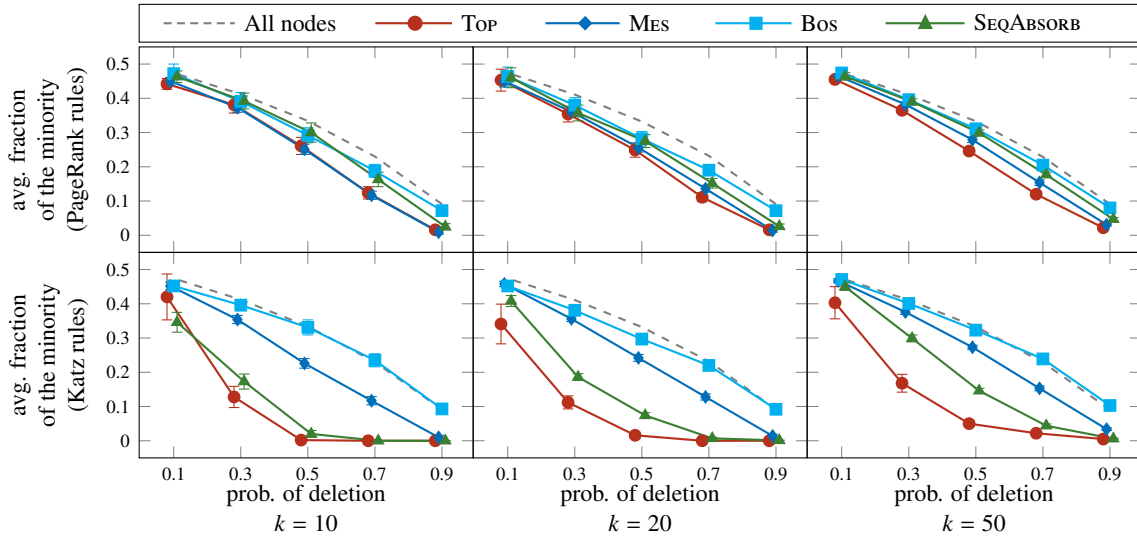 All nodes TOP MES BOS SEQABSORB
avg. fraction
of the minority
(PageRank rules)
0.5
0.4
0.3
0.2
0.1
0
avg. fraction
of the minority
(Katz rules)
0.5
0.4
0.3
0.2
0.1
0
0.1 0.3 0.5 0.7 0.9 0.1 0.3 0.5 0.7 0.9 0.1 0.3 0.5 0.7 0.9
prob. of deletion prob. of deletion prob. of deletion
k = 10 k = 20 k = 50